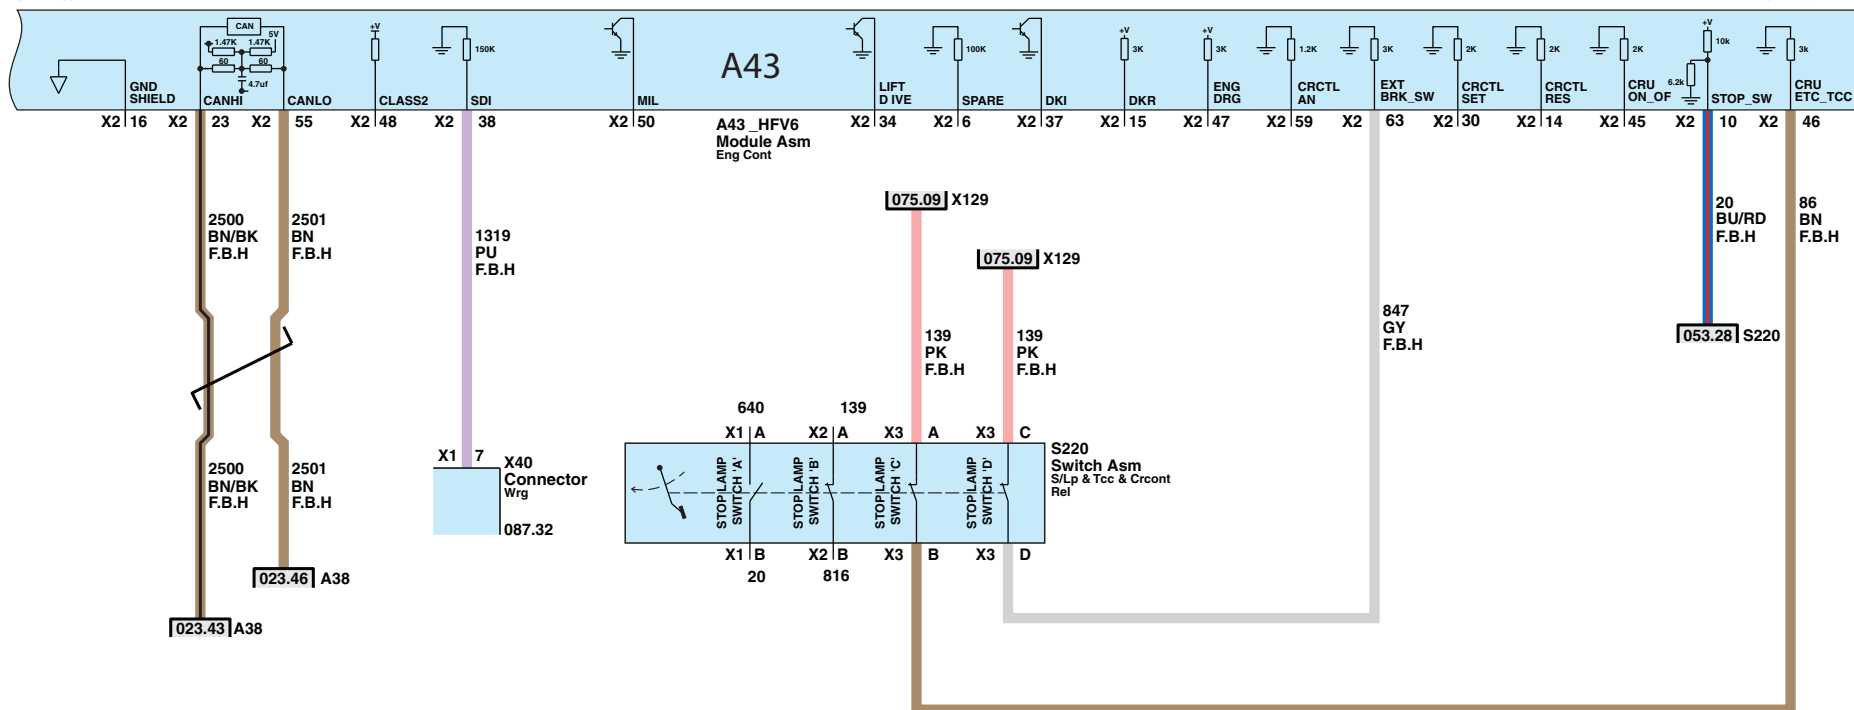 CAN
5V
1.47K 1.47K
60 60
4.7uf
+V
150K
A43
100K
+V
3K
+V
3K
1.2K
3K
2K
2K
2K
+V
10k
6.2k
3k
GND
SHIELD
CANHI
CANLO
CLASS2
SDI
MIL
LIFT
D IVE
SPARE
DKI
DKR
ENG
DRG
CRCTL
AN
EXT
BRK_SW
CRCTL
SET
CRCTL
RES
CRU
ON_OF
STOP_SW
CRU
ETC_TCC
X2 16
X2 23
X2 55
X2 48
X2 38
X2 50
X2 34
X2 6
X2 37
X2 15
X2 47
X2 59
X2 63
X2 30
X2 14
X2 45
X2 10
X2 46
A43 _HFV6
Module Asm
Eng Cont
075.09 X129
075.09 X129
2500
BN/BK
F.B.H
2501
BN
F.B.H
1319
PU
F.B.H
20
BU/RD
F.B.H
86
BN
F.B.H
847
GY
F.B.H
053.28 S220
139
PK
F.B.H
139
PK
F.B.H
640
139
X1 A
X2 A
X3 A
X3 C
S220
Switch Asm
S/Lp & Tcc & Crcont
Rel
STOPLAMP
SWITCH 'A'
STOPLAMP
SWITCH 'B'
STOPLAMP
SWITCH 'C'
STOPLAMP
SWITCH 'D'
X1 B
X2 B
X3 B
X3 D
20
816
X1 7
X40
Connector
Wrg
087.32
2500
BN/BK
F.B.H
2501
BN
F.B.H
023.46 A38
023.43 A38